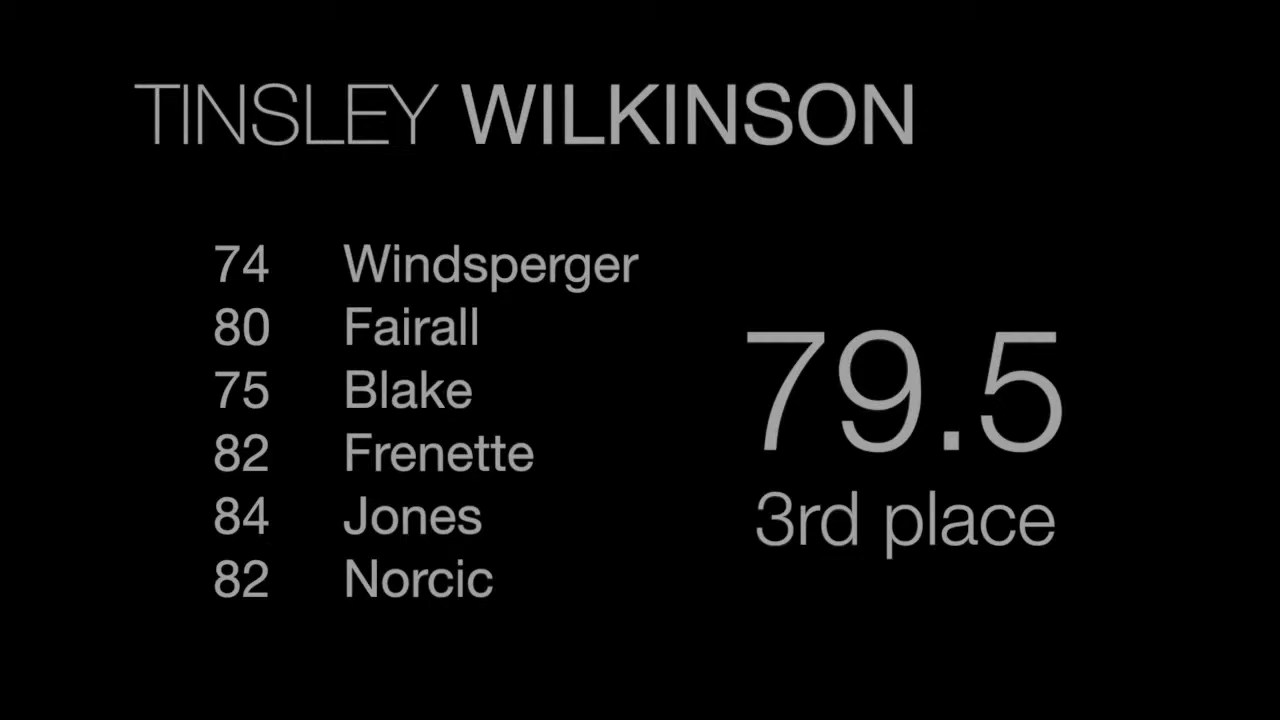 TINSLEY WILKINSON
74 Windsperger
80 Fairall
75 Blake
82 Frenette
84 Jones
82 Norcic
79.5
3rd place